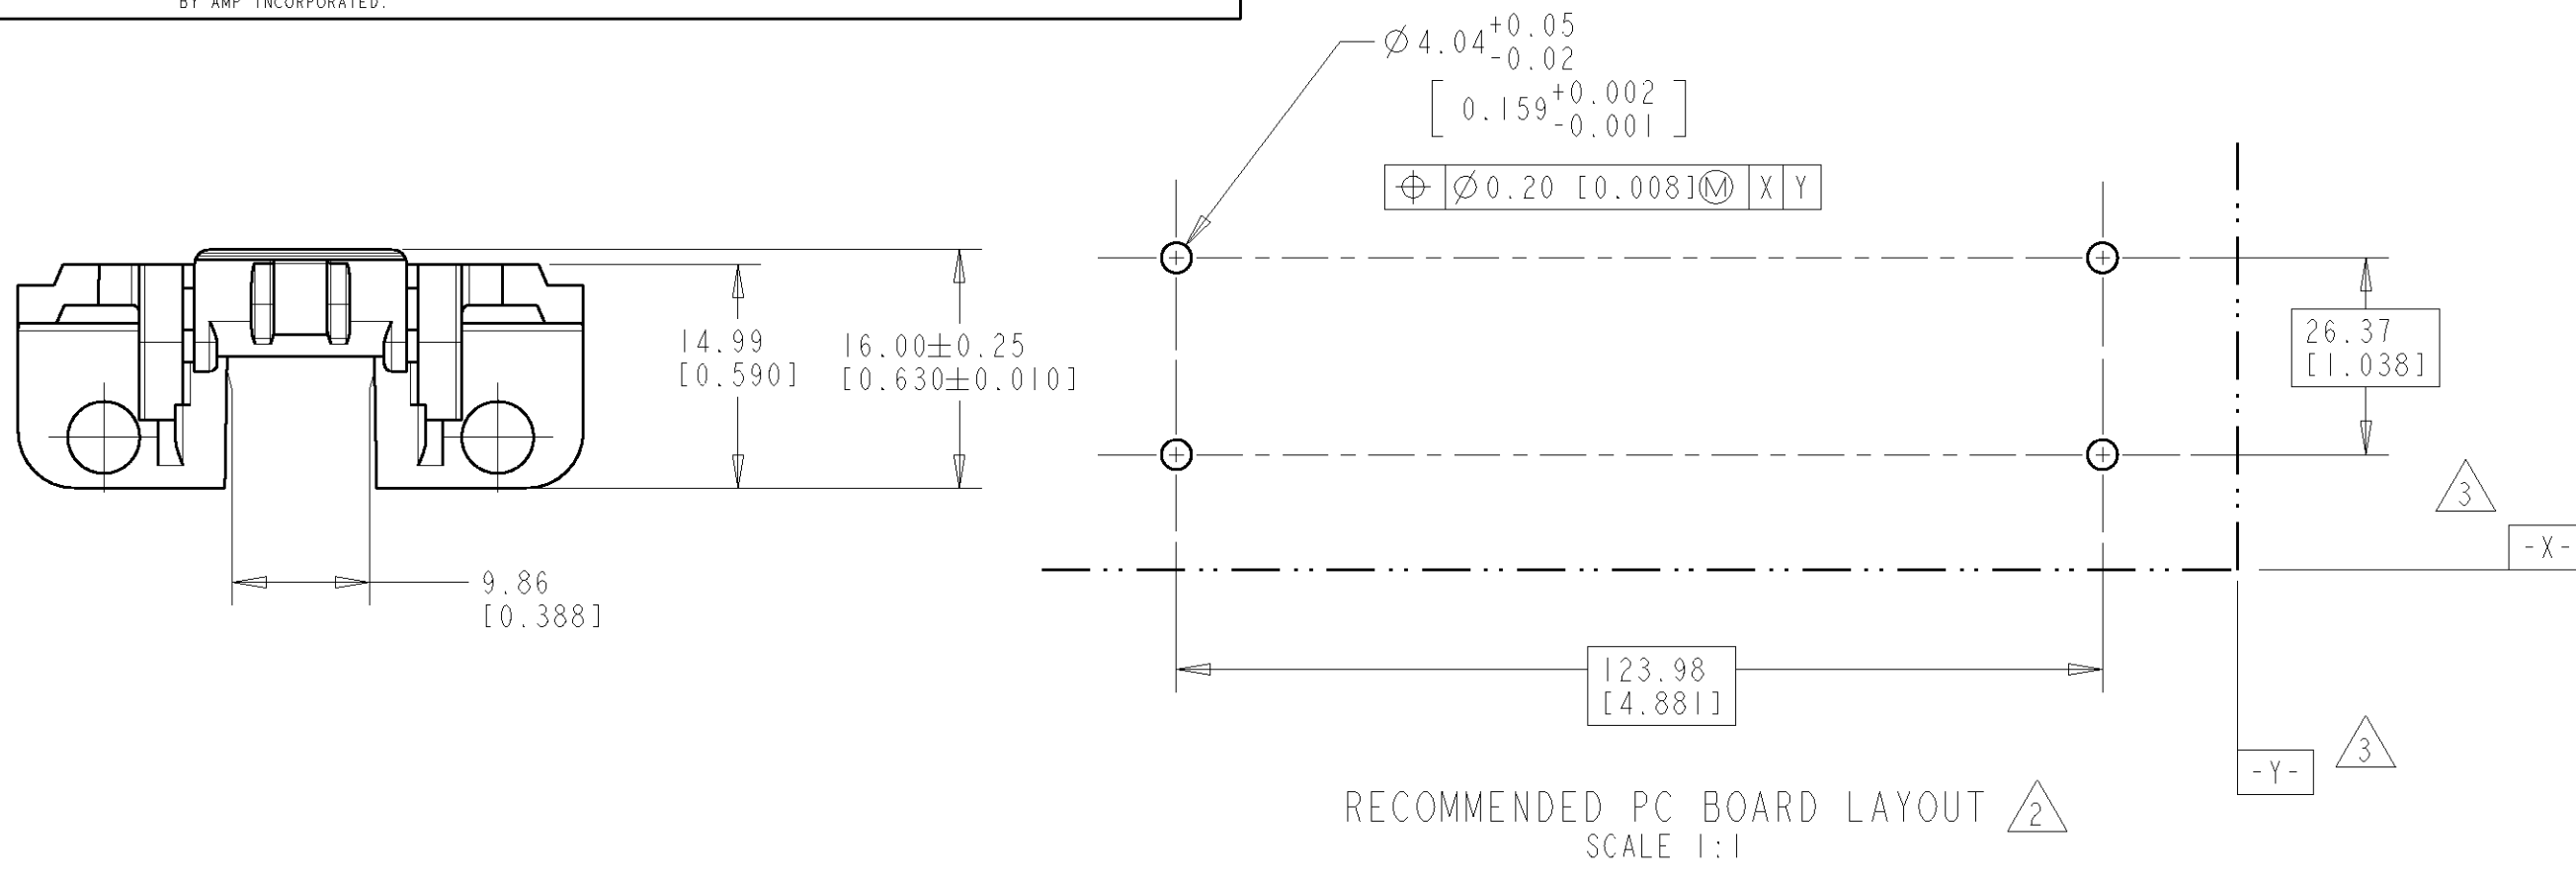 BY AMP INCORPORATED.
Ø4.04 +0.05
-0.02
[ 0.159 +0.002 ]
-0.001
⌖ Ø0.20 [0.008]Ⓜ X Y
14.99
[0.590]
16.00±0.25
[0.630±0.010]
26.37
[1.038]
3
-X-
9.86
[0.388]
123.98
[4.881]
3
-Y-
RECOMMENDED PC BOARD LAYOUT 2
SCALE 1:1